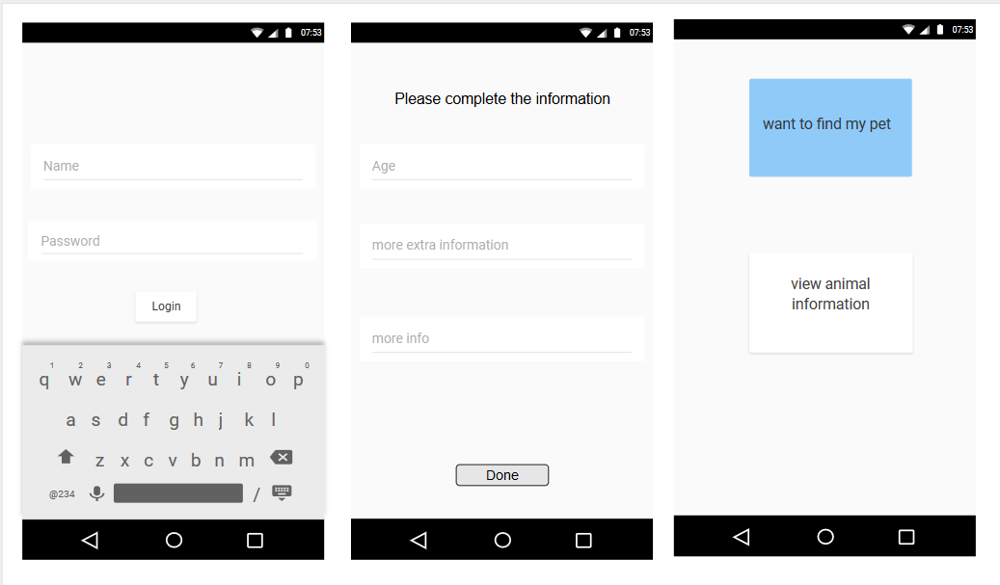 07:53
Name
Password
Login
1 2 3 4 5 6 7 8 9 0
q w e r t y u i o p
a s d f g h j k l
z x c v b n m
@234 /
07:53
Please complete the information
Age
more extra information
more info
Done
07:53
want to find my pet
view animal
information